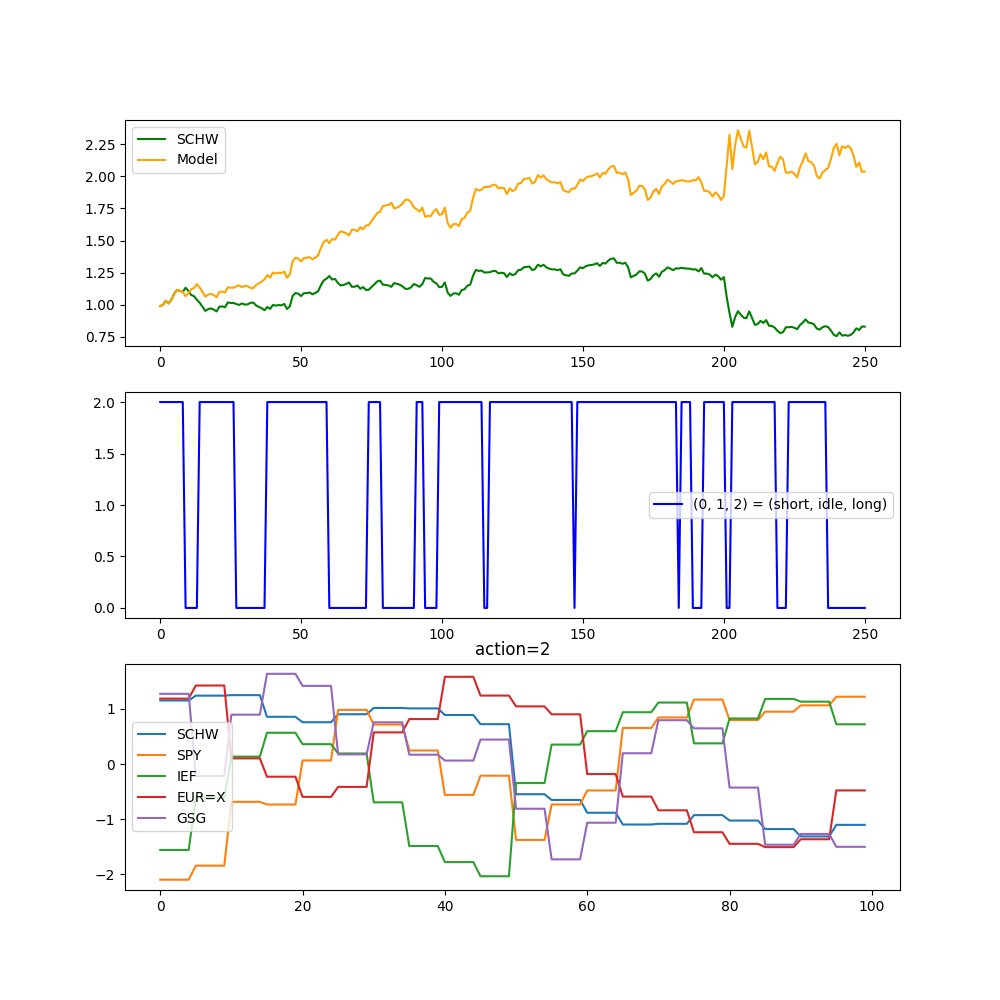 2.25
2.00
1.75
1.50
1.25
1.00
0.75
SCHW
Model
0 50 100 150 200 250
2.0
1.5
1.0
0.5
0.0
(0, 1, 2) = (short, idle, long)
0 50 100 150 200 250
action=2
1
0
−1
−2
SCHW
SPY
IEF
EUR=X
GSG
0 20 40 60 80 100